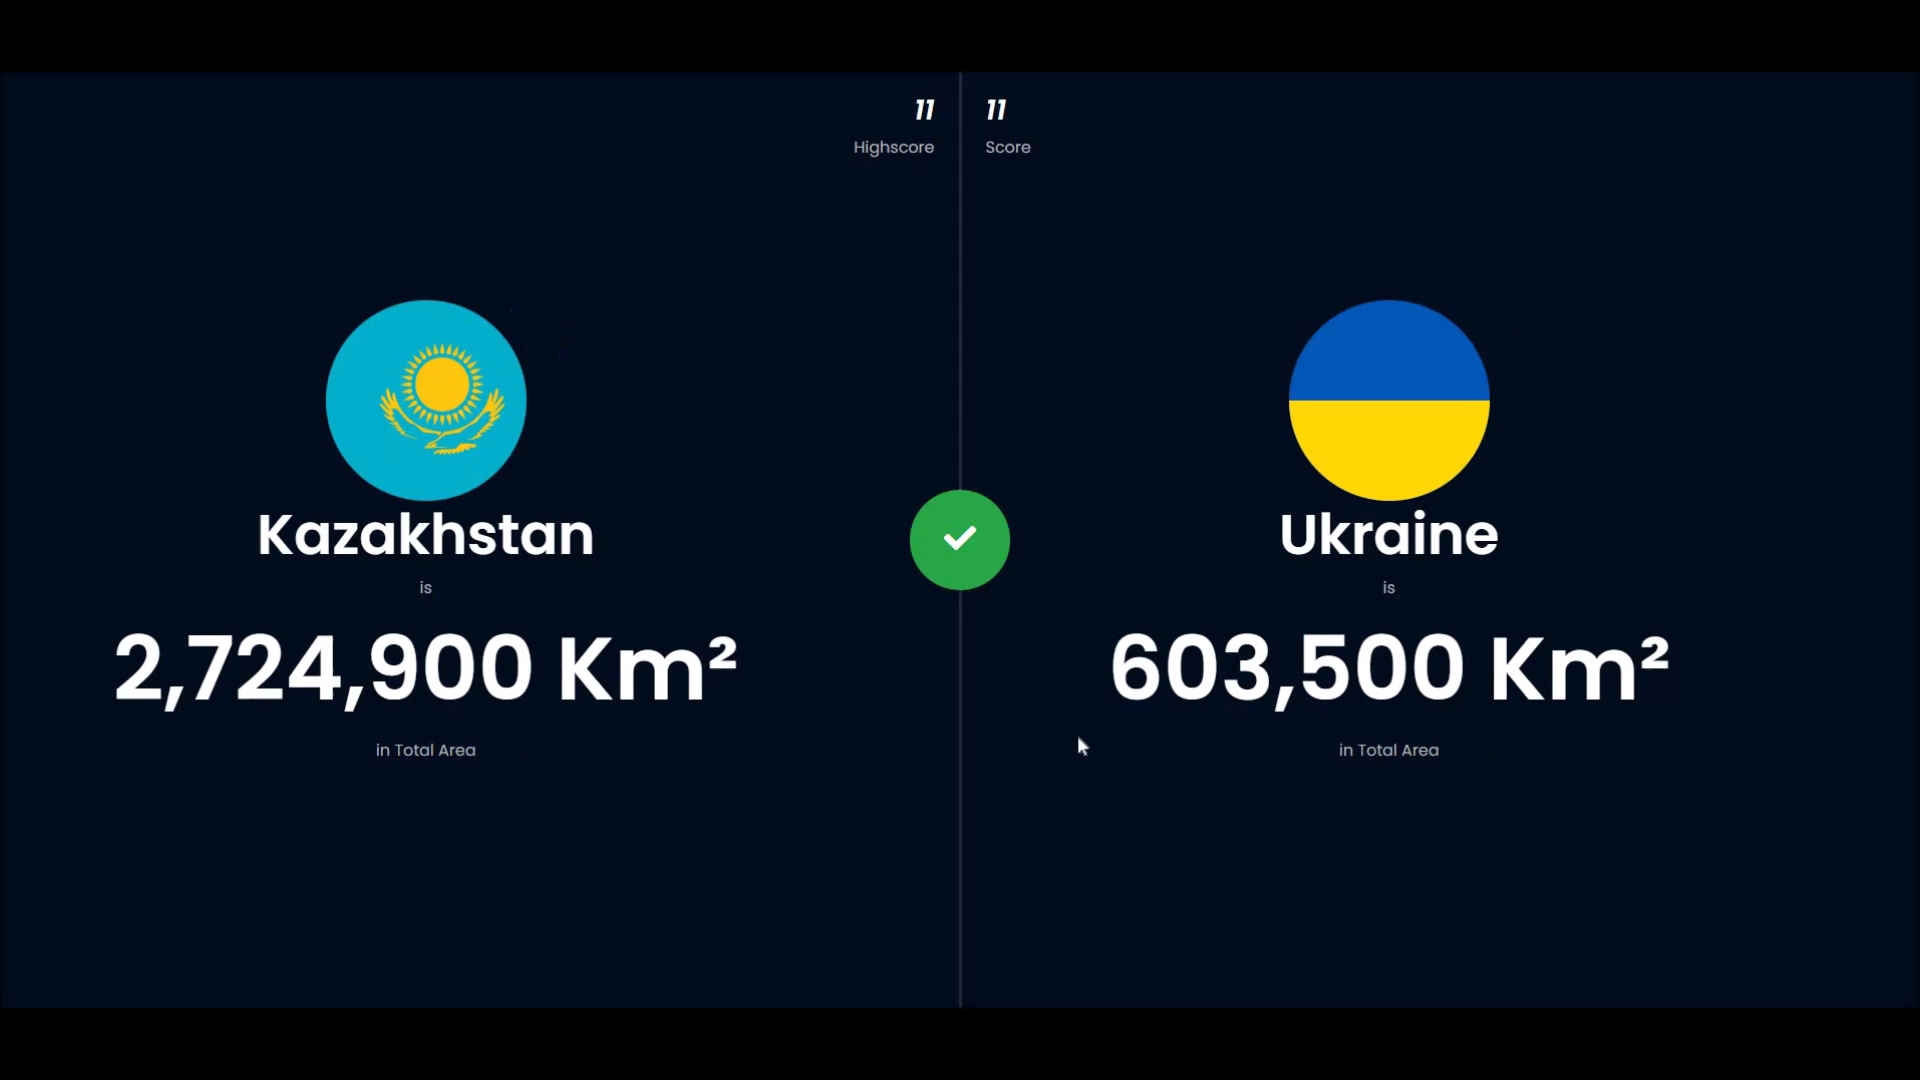 11
Highscore
11
Score
Kazakhstan
is
2,724,900 Km²
in Total Area
Ukraine
is
603,500 Km²
in Total Area